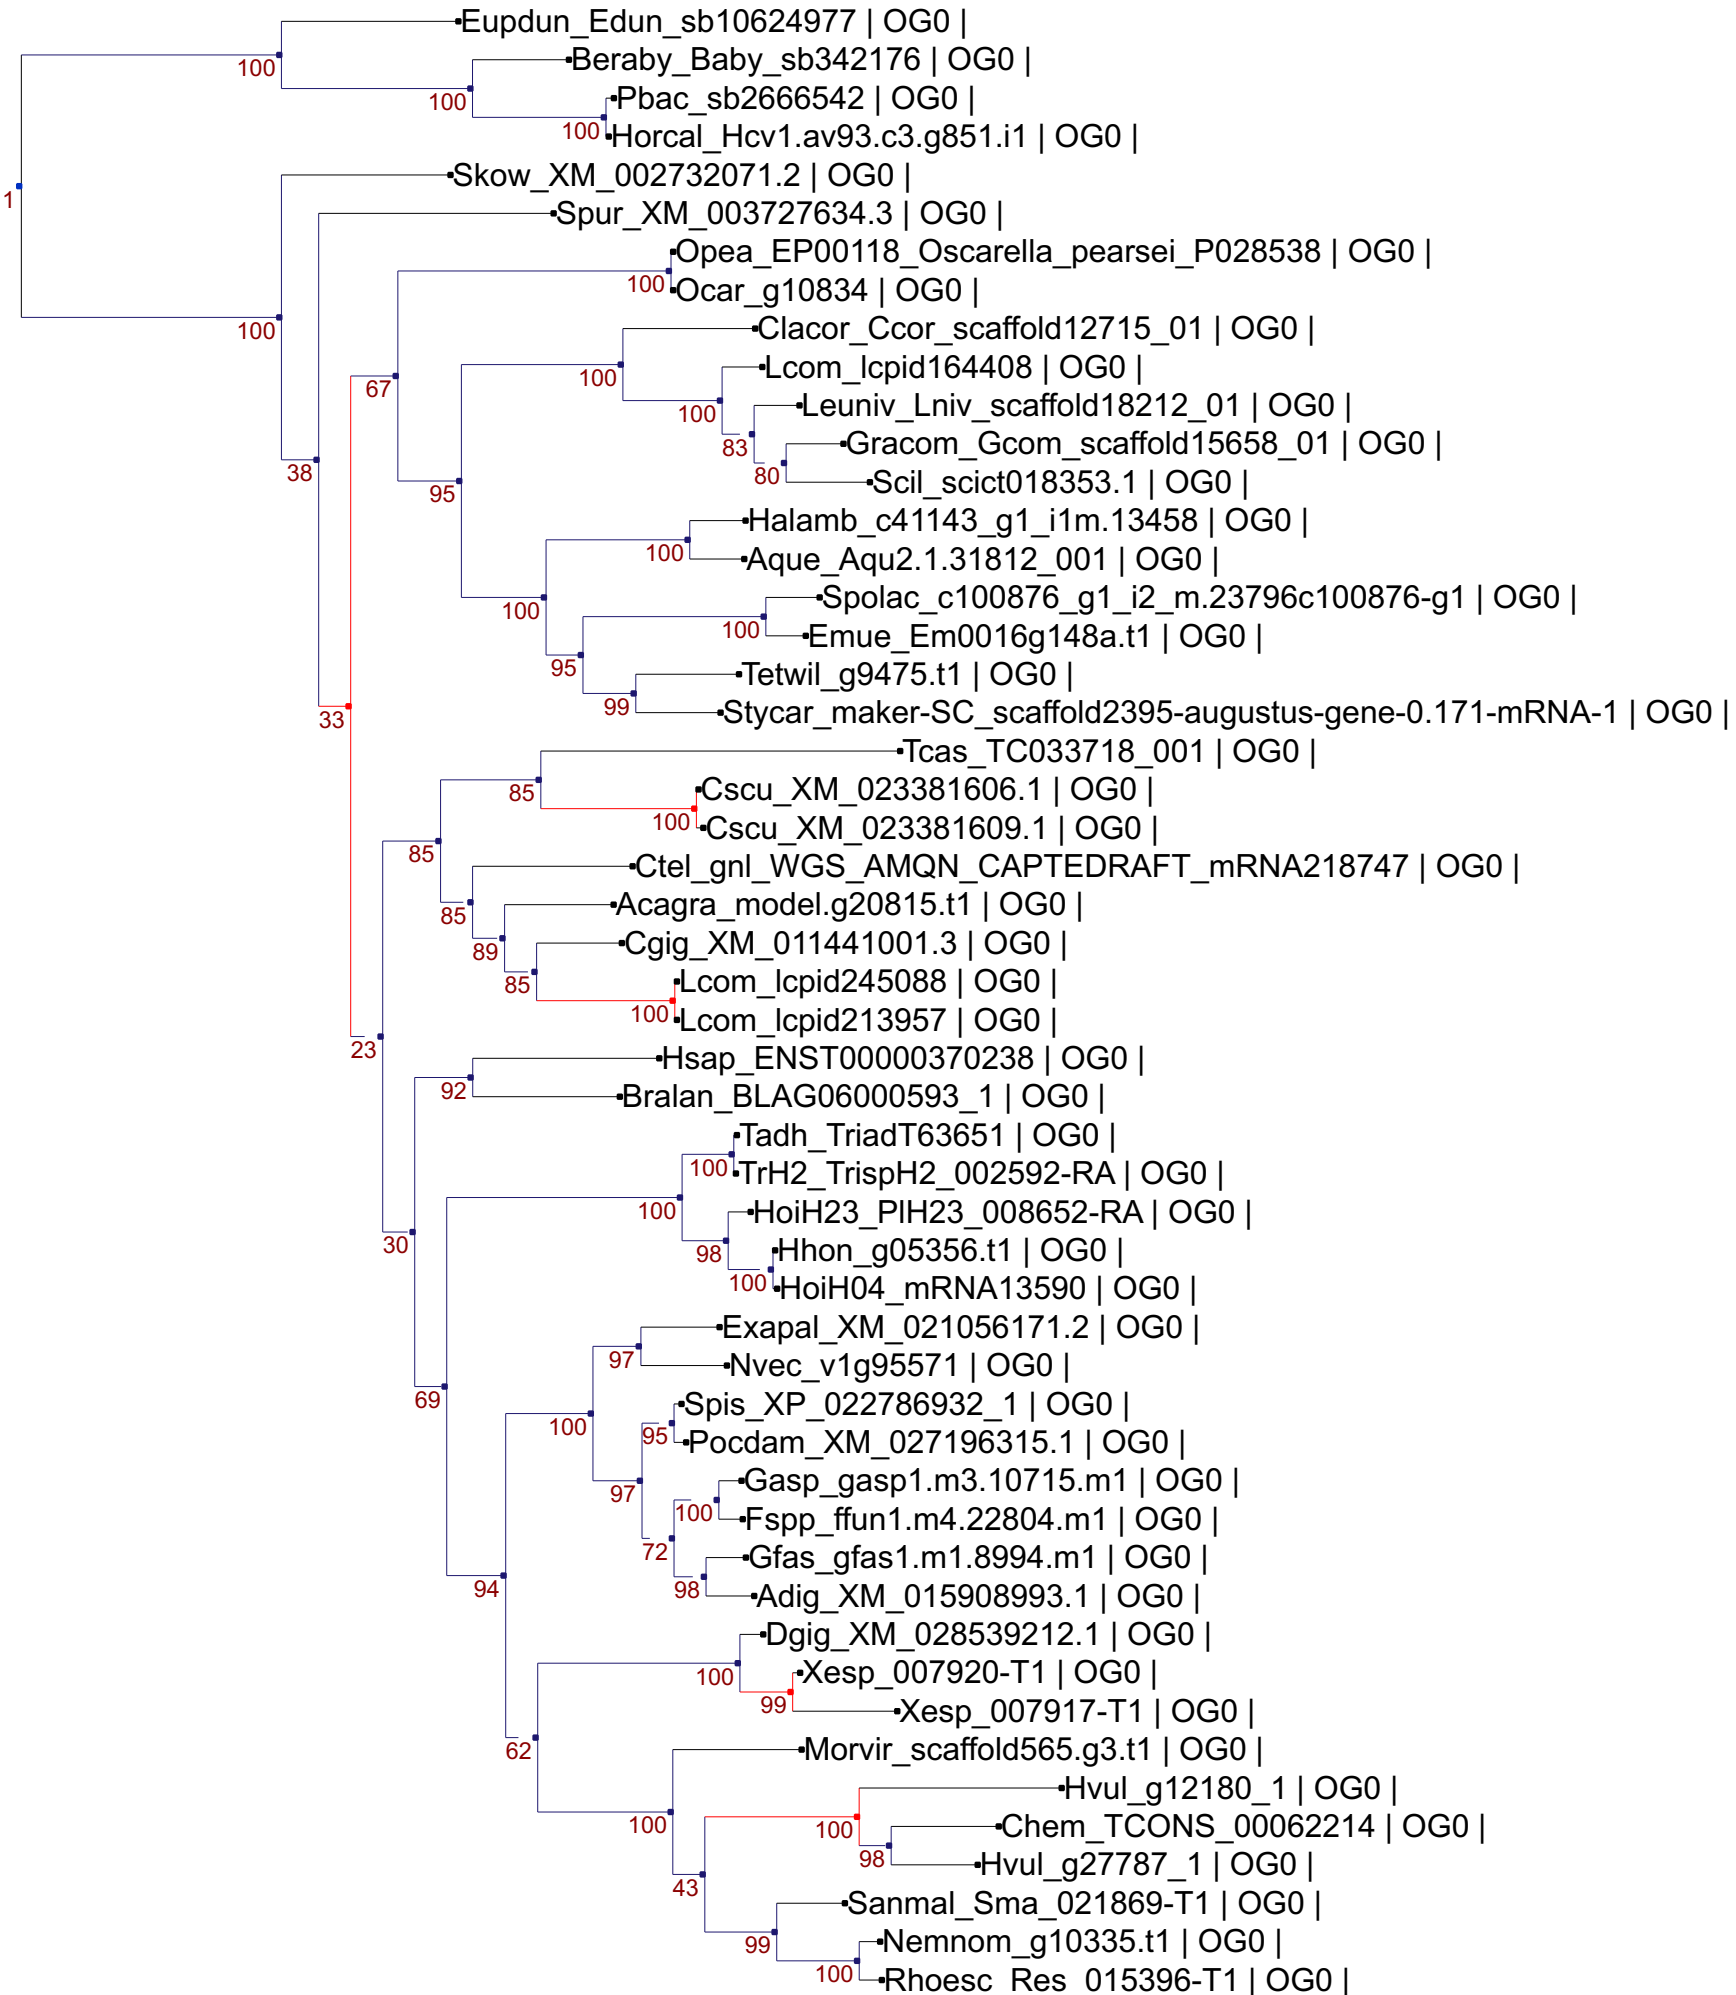 Eupdun_Edun_sb10624977 | OG0 |
Beraby_Baby_sb342176 | OG0 |
100
Pbac_sb2666542 | OG0 |
100
Horcal_Hcv1.av93.c3.g851.i1 | OG0 |
100
Skow_XM_002732071.2 | OG0 |
1
Spur_XM_003727634.3 | OG0 |
Opea_EP00118_Oscarella_pearsei_P028538 | OG0 |
100
Ocar_g10834 | OG0 |
Clacor_Ccor_scaffold12715_01 | OG0 |
100
Lcom_lcpid164408 | OG0 |
100
67
Leuniv_Lniv_scaffold18212_01 | OG0 |
100
Gracom_Gcom_scaffold15658_01 | OG0 |
83
38
80
Scil_scict018353.1 | OG0 |
95
Halamb_c41143_g1_i1m.13458 | OG0 |
100
Aque_Aqu2.1.31812_001 | OG0 |
Spolac_c100876_g1_i2_m.23796c100876-g1 | OG0 |
100
100
Emue_Em0016g148a.t1 | OG0 |
95
Tetwil_g9475.t1 | OG0 |
99
Stycar_maker-SC_scaffold2395-augustus-gene-0.171-mRNA-1 | OG0 |
33
Tcas_TC033718_001 | OG0 |
85
Cscu_XM_023381606.1 | OG0 |
100
Cscu_XM_023381609.1 | OG0 |
85
Ctel_gnl_WGS_AMQN_CAPTEDRAFT_mRNA218747 | OG0 |
Acagra_model.g20815.t1 | OG0 |
85
Cgig_XM_011441001.3 | OG0 |
89
Lcom_lcpid245088 | OG0 |
85
100
Lcom_lcpid213957 | OG0 |
23
Hsap_ENST00000370238 | OG0 |
92
Bralan_BLAG06000593_1 | OG0 |
Tadh_TriadT63651 | OG0 |
100
TrH2_TrispH2_002592-RA | OG0 |
100
HoiH23_PlH23_008652-RA | OG0 |
30
98
Hhon_g05356.t1 | OG0 |
100
HoiH04_mRNA13590 | OG0 |
Exapal_XM_021056171.2 | OG0 |
97
Nvec_v1g95571 | OG0 |
69
Spis_XP_022786932_1 | OG0 |
100
95
Pocdam_XM_027196315.1 | OG0 |
Gasp_gasp1.m3.10715.m1 | OG0 |
97
100
Fspp_ffun1.m4.22804.m1 | OG0 |
72
Gfas_gfas1.m1.8994.m1 | OG0 |
94
98
Adig_XM_015908993.1 | OG0 |
Dgig_XM_028539212.1 | OG0 |
100
Xesp_007920-T1 | OG0 |
99
Xesp_007917-T1 | OG0 |
62
Morvir_scaffold565.g3.t1 | OG0 |
Hvul_g12180_1 | OG0 |
100
100
Chem_TCONS_00062214 | OG0 |
98
Hvul_g27787_1 | OG0 |
43
Sanmal_Sma_021869-T1 | OG0 |
99
Nemnom_g10335.t1 | OG0 |
100
Rhoesc_Res_015396-T1 | OG0 |